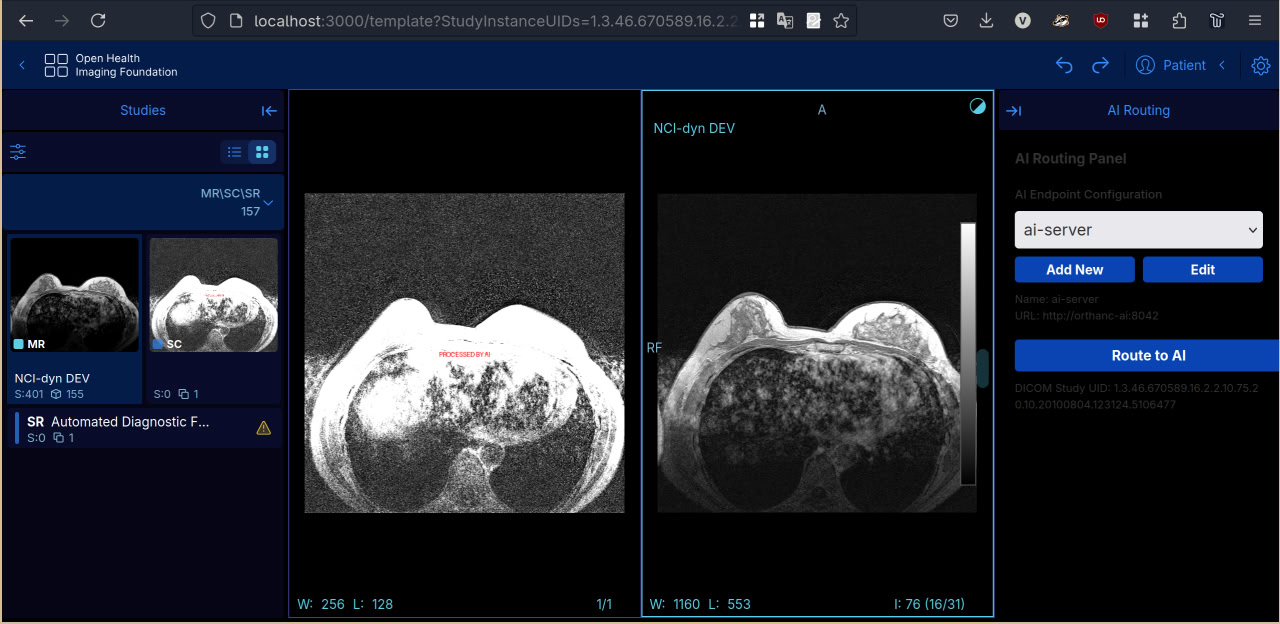 localhost:3000/template?StudyInstanceUIDs=1.3.46.670589.16.2.2
Open Health
Imaging Foundation
Patient
Studies
MR\SC\SR
157
MR
SC
NCI-dyn DEV
S:401 155
S:0 1
SR Automated Diagnostic F...
S:0 1
PROCESSED BY AI
W: 256 L: 128
1/1
A
NCI-dyn DEV
RF
W: 1160 L: 553
I: 76 (16/31)
AI Routing
AI Routing Panel
AI Endpoint Configuration
ai-server
Add New
Edit
Name: ai-server
URL: http://orthanc-ai:8042
Route to AI
DICOM Study UID: 1.3.46.670589.16.2.2.10.75.2
0.10.20100804.123124.5106477